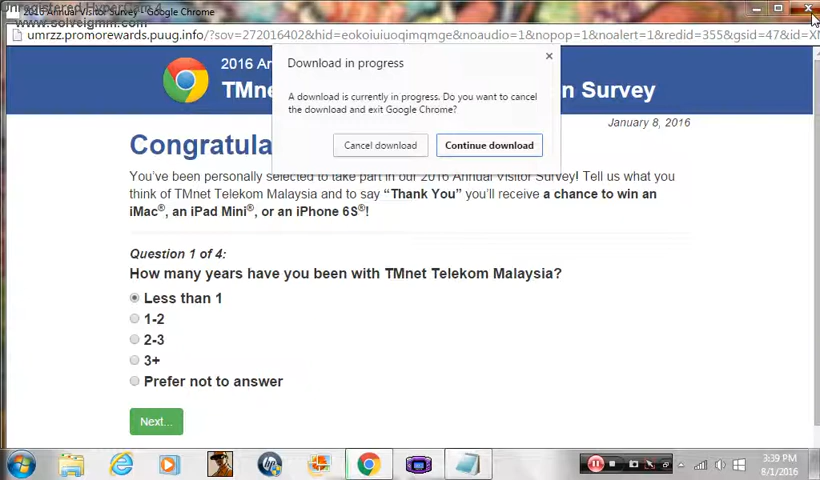 Unregistered HyperCam 4
2016 Annual Visitor Survey - Google Chrome
www.solveigmm.com
umrzz.promorewards.puug.info/?sov=272016402&hid=eokoiuiuoqimqmge&noaudio=1&nopop=1&noalert=1&redid=355&gsid=47&id=XN
2016 An
TMne
n Survey
Download in progress
A download is currently in progress. Do you want to cancel
the download and exit Google Chrome?
Cancel download
Continue download
January 8, 2016
Congratula
You've been personally selected to take part in our 2016 Annual Visitor Survey! Tell us what you
think of TMnet Telekom Malaysia and to say “Thank You” you'll receive a chance to win an
iMac®, an iPad Mini®, or an iPhone 6S®!
Question 1 of 4:
How many years have you been with TMnet Telekom Malaysia?
Less than 1
1-2
2-3
3+
Prefer not to answer
Next...
3:39 PM
8/1/2016